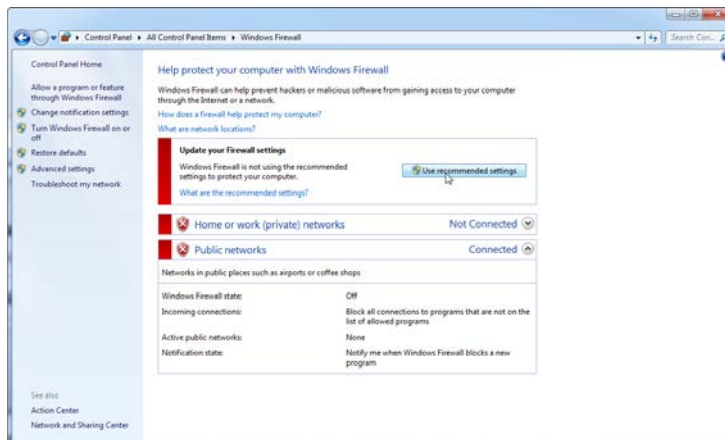 Control Panel ▸ All Control Panel Items ▸ Windows Firewall
Search Con...
Control Panel Home
Allow a program or feature
through Windows Firewall
Change notification settings
Turn Windows Firewall on or
off
Restore defaults
Advanced settings
Troubleshoot my network
See also
Action Center
Network and Sharing Center
Help protect your computer with Windows Firewall
Windows Firewall can help prevent hackers or malicious software from gaining access to your computer
through the Internet or a network.
How does a firewall help protect my computer?
What are network locations?
Update your Firewall settings
Windows Firewall is not using the recommended
settings to protect your computer.
Use recommended settings
What are the recommended settings?
Home or work (private) networks Not Connected
Public networks Connected
Networks in public places such as airports or coffee shops
Windows Firewall state: Off
Incoming connections: Block all connections to programs that are not on the
list of allowed programs
Active public networks: None
Notification state: Notify me when Windows Firewall blocks a new
program